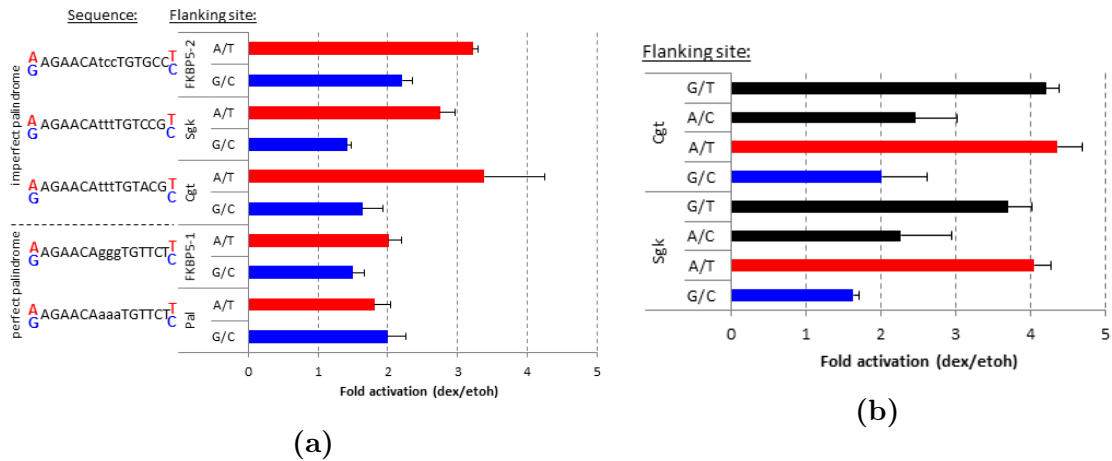 Sequence: Flanking site:
imperfect palindrome
A/G AGAACAtccTGTGCC T/C
FKBP5-2
A/T
G/C
A/G AGAACAtttTGTCCG T/C
Sgk
A/T
G/C
A/G AGAACAtttTGTACG T/C
Cgt
A/T
G/C
perfect palindrome
A/G AGAACAgggTGTTCT T/C
FKBP5-1
A/T
G/C
A/G AGAACAaaaTGTTCT T/C
Pal
A/T
G/C
0 1 2 3 4 5
Fold activation (dex/etoh)
(a)
Flanking site:
Cgt
G/T
A/C
A/T
G/C
Sgk
G/T
A/C
A/T
G/C
0 1 2 3 4 5
Fold activation (dex/etoh)
(b)